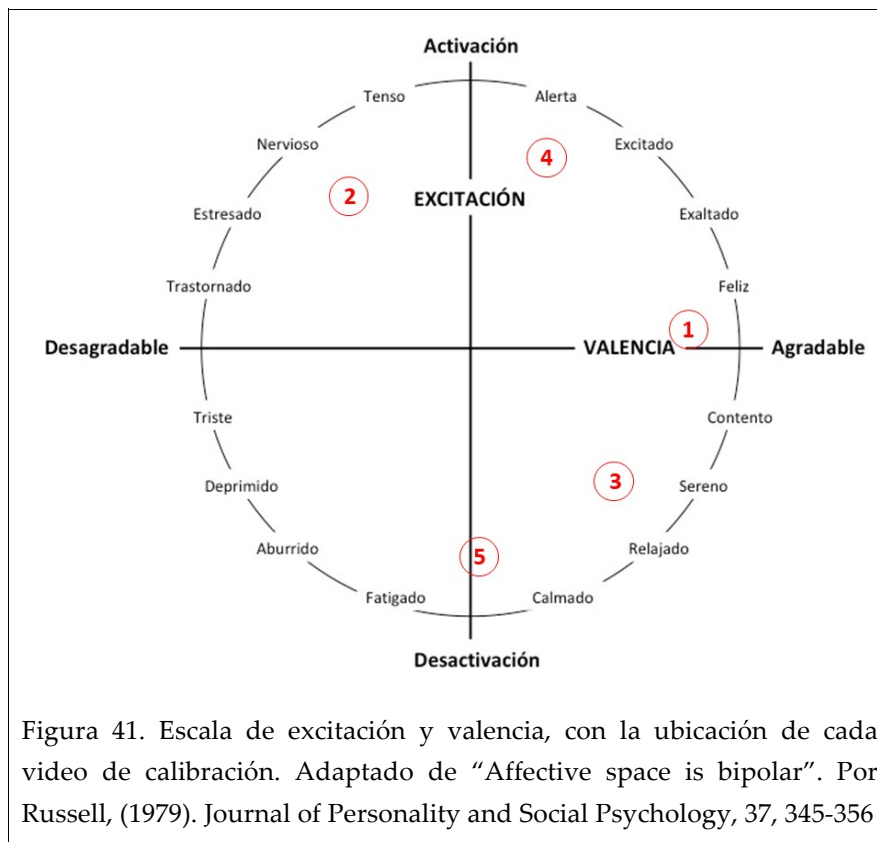 Activación
Tenso
Alerta
Nervioso
Excitado
4
2
EXCITACIÓN
Estresado
Exaltado
Trastornado
Feliz
1
Desagradable
VALENCIA
Agradable
Triste
Contento
Deprimido
3
Sereno
Aburrido
5
Relajado
Fatigado
Calmado
Desactivación
Figura 41. Escala de excitación y valencia, con la ubicación de cada
video de calibración. Adaptado de “Affective space is bipolar”. Por
Russell, (1979). Journal of Personality and Social Psychology, 37, 345-356